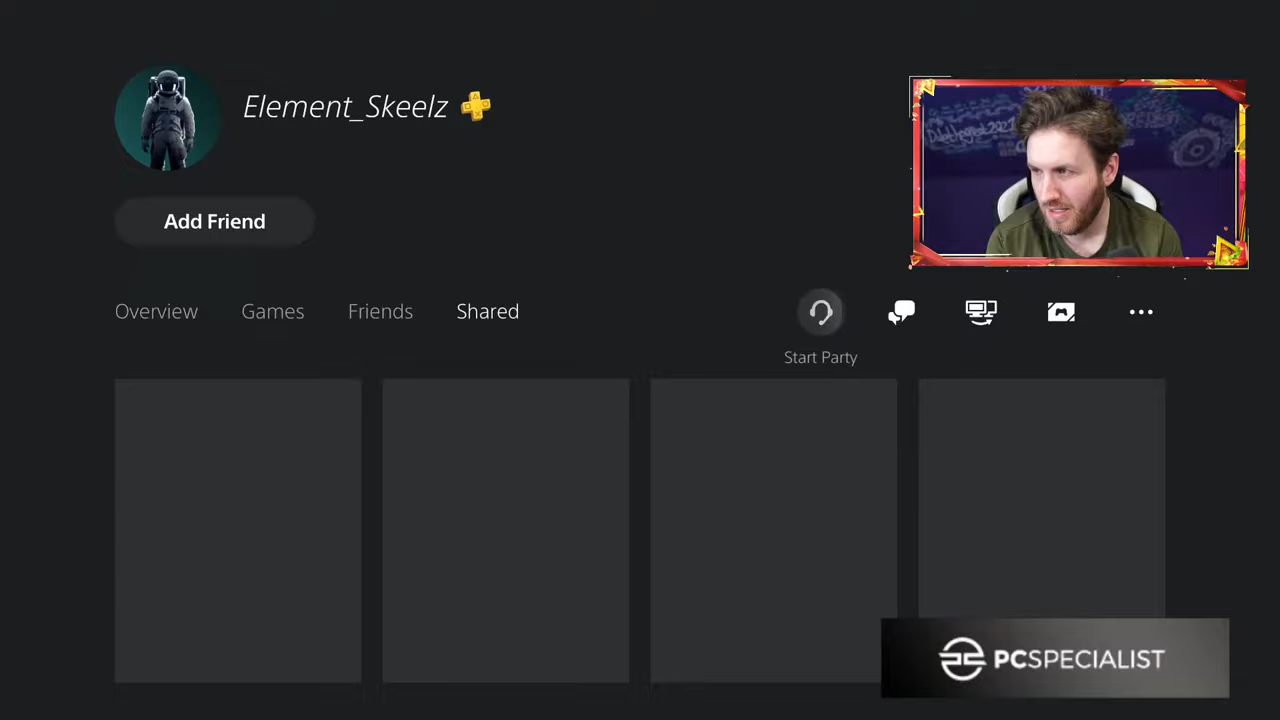 Element_Skeelz
Add Friend
Overview Games Friends Shared
Start Party
PCSPECIALIST